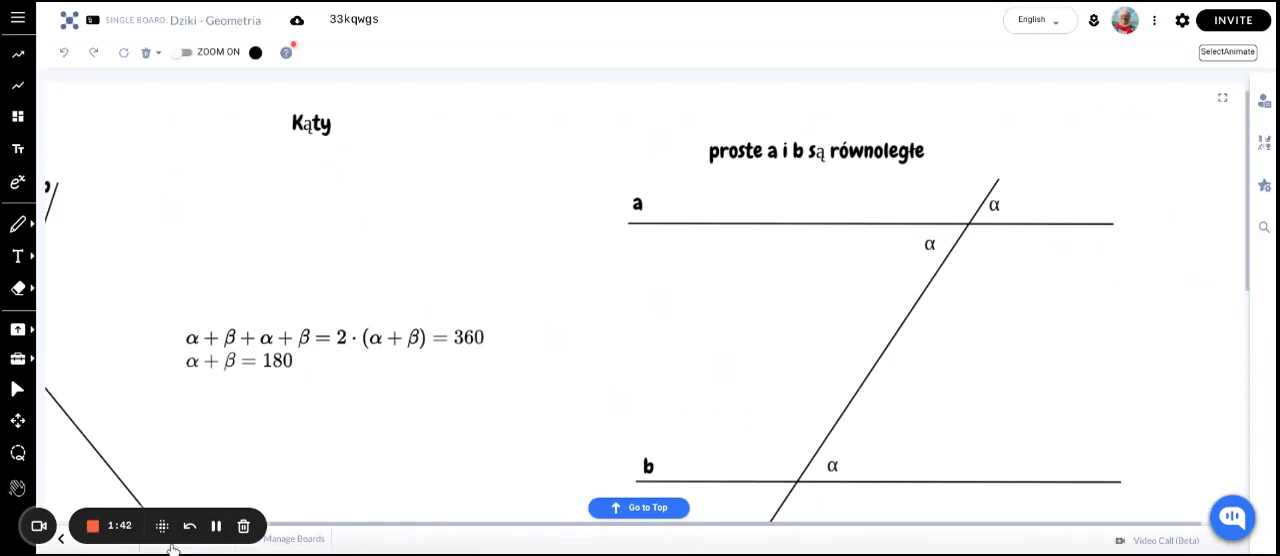 SINGLE BOARD: Dziki - Geometria
33kqwgs
English
INVITE
ZOOM ON
SelectAnimate
Kąty
proste a i b są równoległe
a
α
α
α + β + α + β = 2 · (α + β) = 360
α + β = 180
b
α
Go to Top
1:42
Manage Boards
Video Call (Beta)